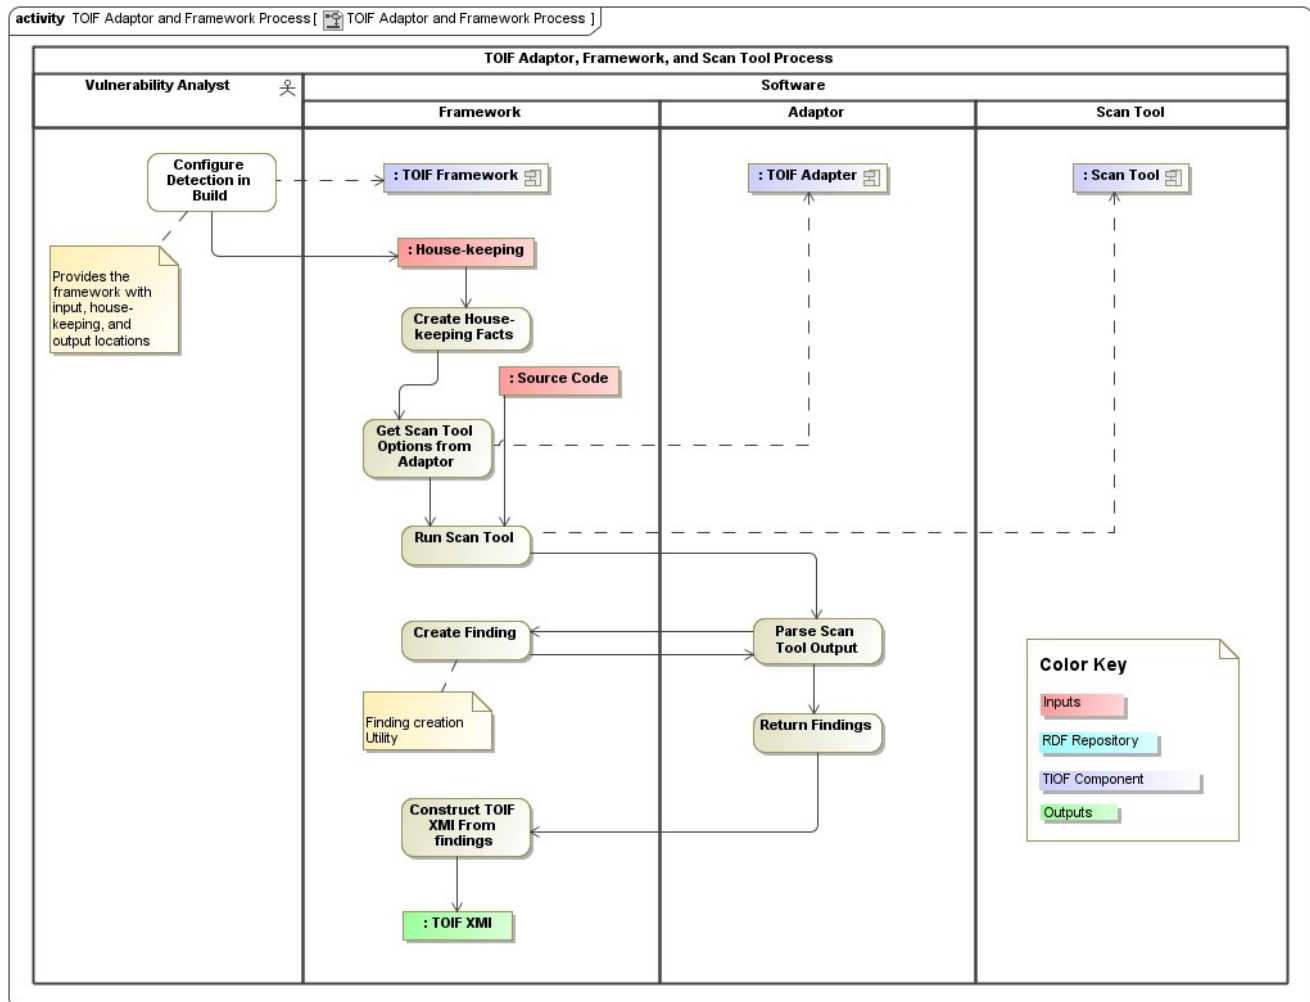 activity TOIF Adaptor and Framework Process [ TOIF Adaptor and Framework Process ]
TOIF Adaptor, Framework, and Scan Tool Process
Vulnerability Analyst
Software
Framework
Adaptor
Scan Tool
Configure
Detection in
Build
: TOIF Framework
: TOIF Adapter
: Scan Tool
Provides the
framework with
input, house-
keeping, and
output locations
: House-keeping
Create House-
keeping Facts
: Source Code
Get Scan Tool
Options from
Adaptor
Run Scan Tool
Create Finding
Parse Scan
Tool Output
Finding creation
Utility
Return Findings
Construct TOIF
XMI From
findings
: TOIF XMI
Color Key
Inputs
RDF Repository
TIOF Component
Outputs